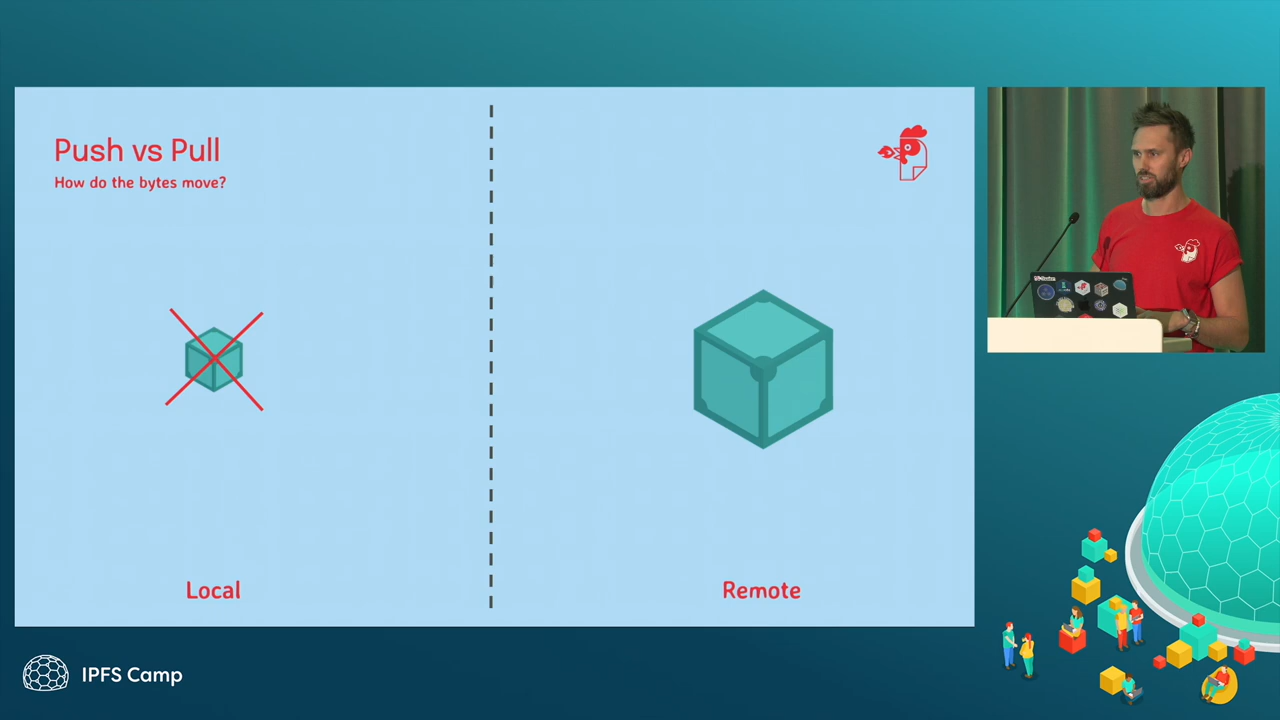 Push vs Pull
How do the bytes move?
Local
Remote
IPFS Camp